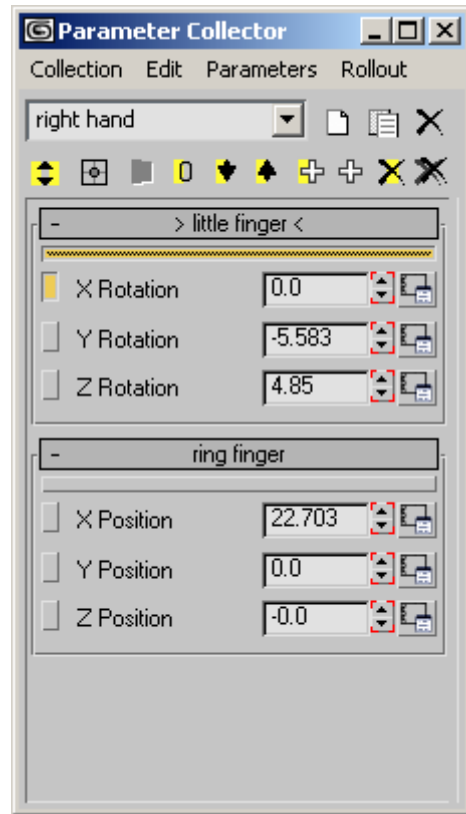 Parameter Collector
Collection Edit Parameters Rollout
right hand
0
- > little finger <
X Rotation 0.0
Y Rotation -5.583
Z Rotation 4.85
- ring finger
X Position 22.703
Y Position 0.0
Z Position -0.0